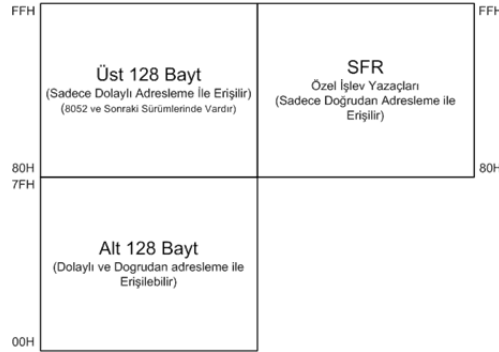 FFH
FFH
Üst 128 Bayt
(Sadece Dolaylı Adresleme İle Erişilir)
(8052 ve Sonraki Sürümlerinde Vardır)
SFR
Özel İşlev Yazaçları
(Sadece Doğrudan Adresleme ile
Erişilir)
80H
80H
7FH
Alt 128 Bayt
(Dolaylı ve Dogrudan adresleme ile
Erişilebilir)
00H